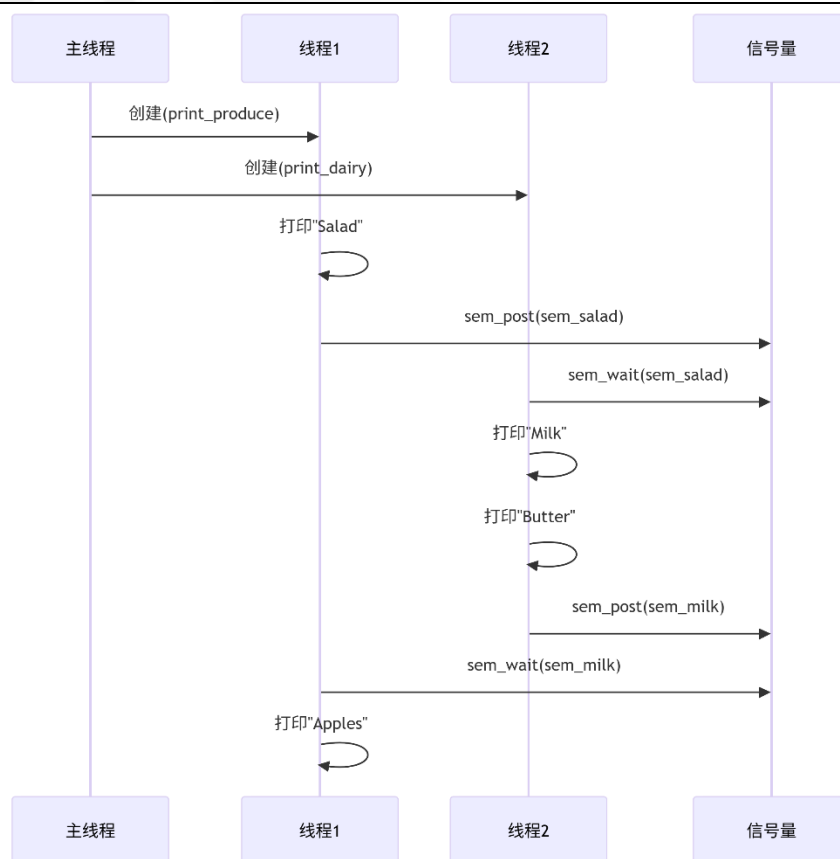 主线程
线程1
线程2
信号量
创建(print_produce)
创建(print_dairy)
打印"Salad"
sem_post(sem_salad)
sem_wait(sem_salad)
打印"Milk"
打印"Butter"
sem_post(sem_milk)
sem_wait(sem_milk)
打印"Apples"
主线程
线程1
线程2
信号量